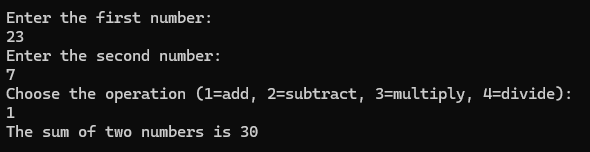 Enter the first number:
23
Enter the second number:
7
Choose the operation (1=add, 2=subtract, 3=multiply, 4=divide):
1
The sum of two numbers is 30